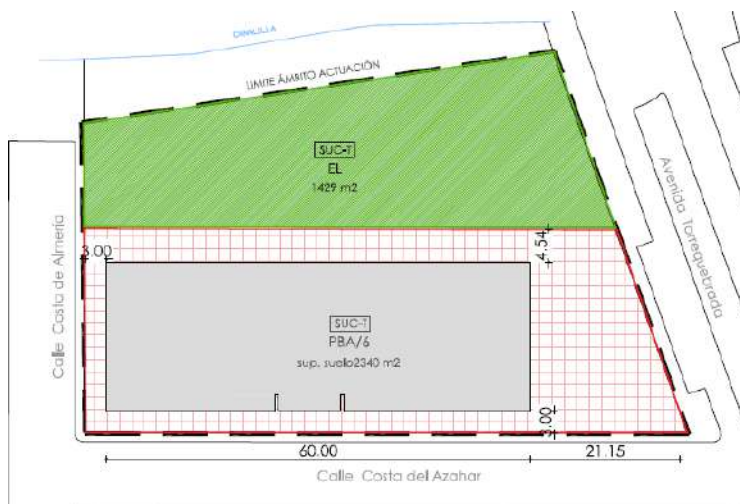 LIMITE ÁMBITO ACTUACIÓN
SUC-T
EL
1429 m2
3.00
4.54
Calle Costa de Almería
Avenida Torrequebrada
SUC-T
PBA/6
sup. suelo2340 m2
3.00
60.00
21.15
Calle Costa del Azahar